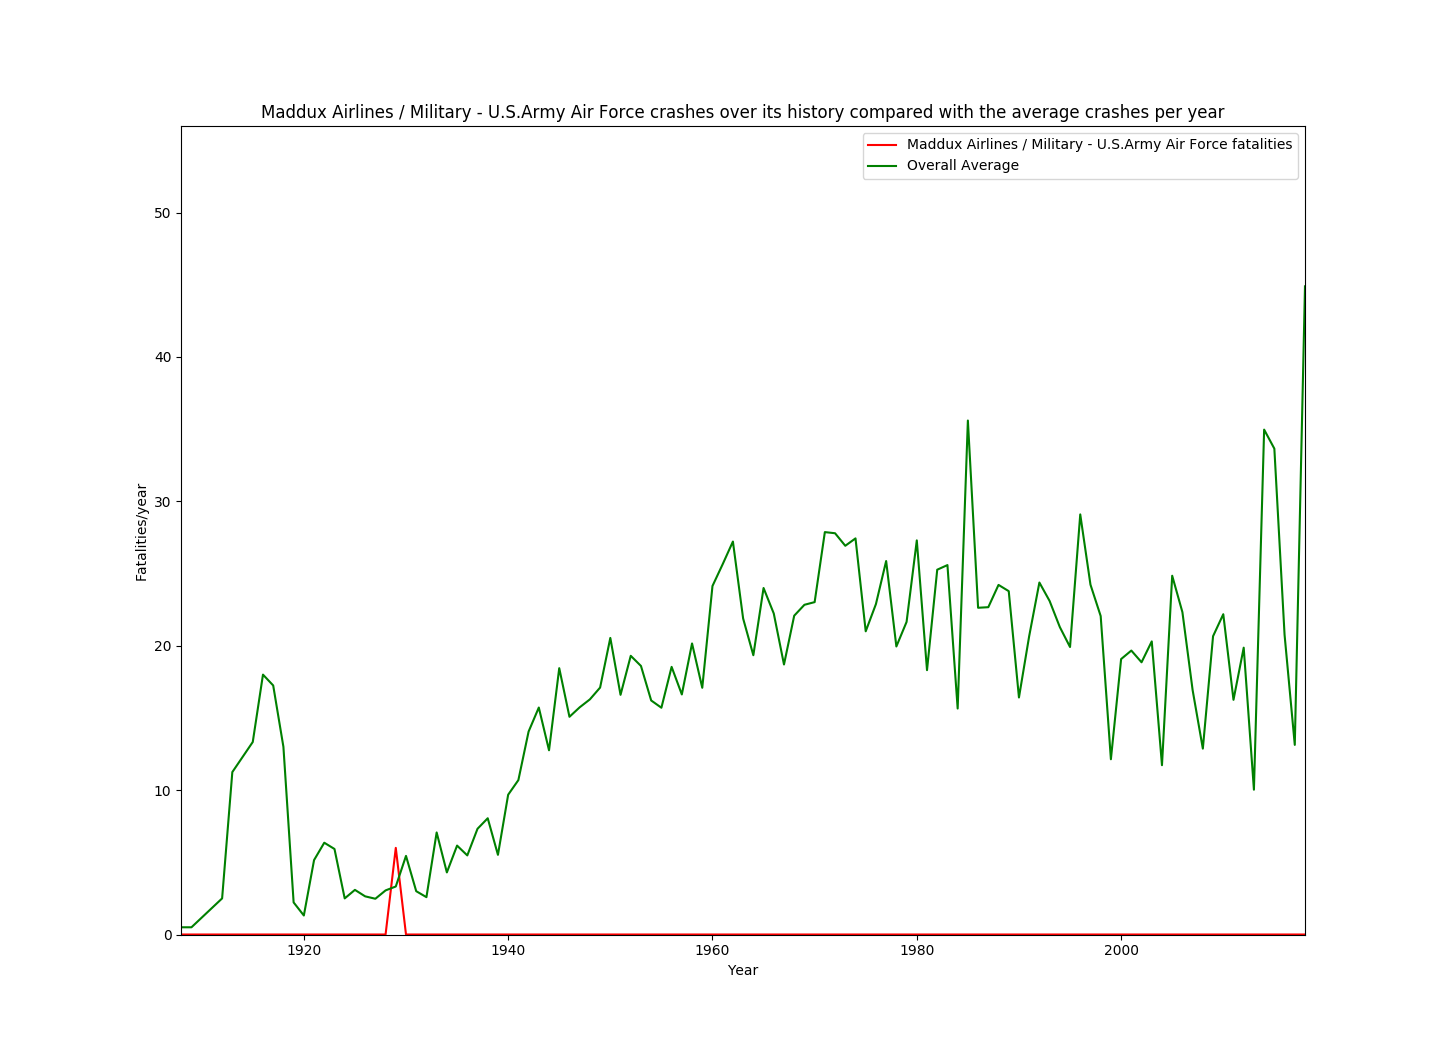 Maddux Airlines / Military - U.S.Army Air Force crashes over its history compared with the average crashes per year
Maddux Airlines / Military - U.S.Army Air Force fatalities
Overall Average
50
40
30
20
10
0
Fatalities/year
1920 1940 1960 1980 2000
Year